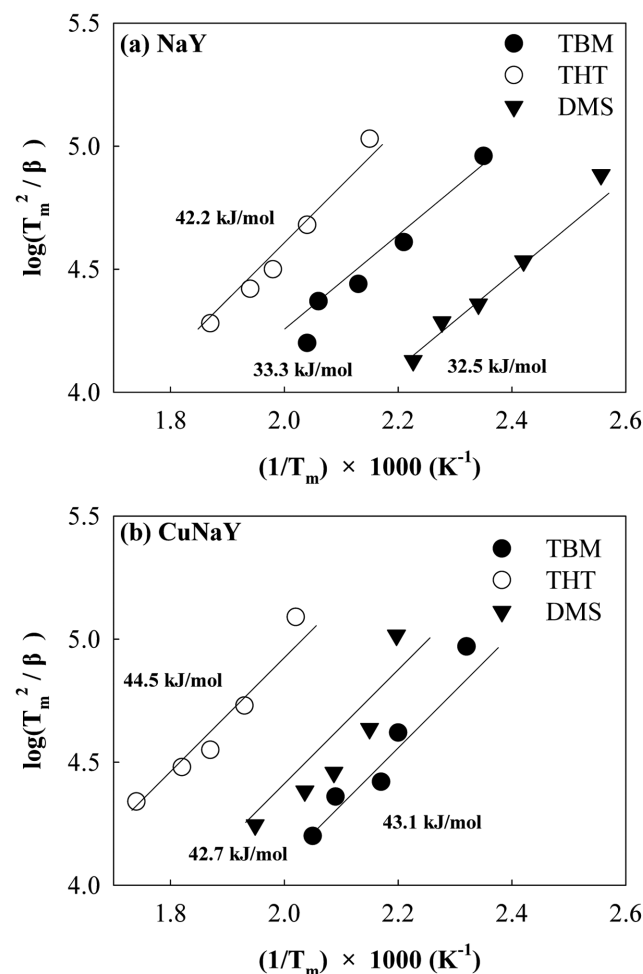 (a) NaY
TBM
THT
DMS
5.5
5.0
4.5
4.0
log(Tₘ² / β)
42.2 kJ/mol
33.3 kJ/mol
32.5 kJ/mol
1.8
2.0
2.2
2.4
2.6
(1/Tₘ) × 1000 (K⁻¹)
(b) CuNaY
TBM
THT
DMS
5.5
5.0
4.5
4.0
log(Tₘ² / β)
44.5 kJ/mol
42.7 kJ/mol
43.1 kJ/mol
1.8
2.0
2.2
2.4
2.6
(1/Tₘ) × 1000 (K⁻¹)